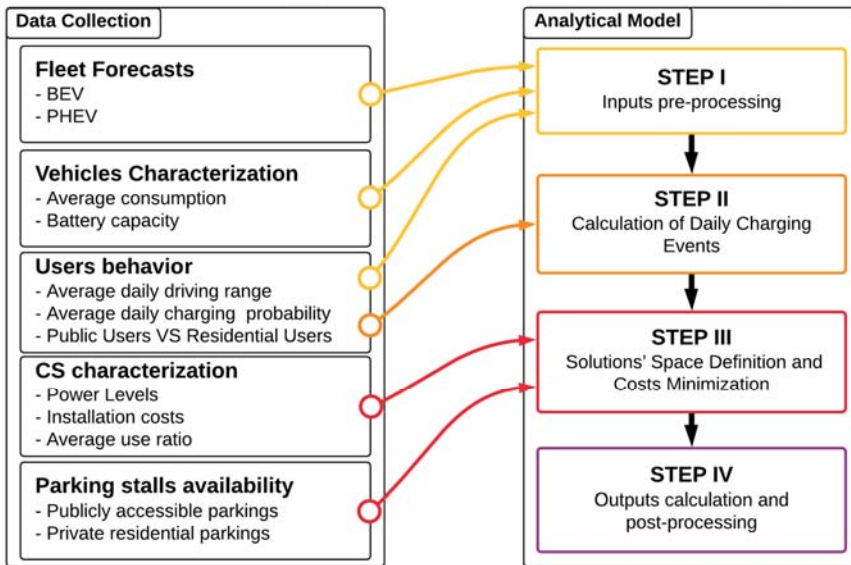 Data Collection
Fleet Forecasts
- BEV
- PHEV
Vehicles Characterization
- Average consumption
- Battery capacity
Users behavior
- Average daily driving range
- Average daily charging probability
- Public Users VS Residential Users
CS characterization
- Power Levels
- Installation costs
- Average use ratio
Parking stalls availability
- Publicly accessible parkings
- Private residential parkings
Analytical Model
STEP I
Inputs pre-processing
STEP II
Calculation of Daily Charging
Events
STEP III
Solutions' Space Definition and
Costs Minimization
STEP IV
Outputs calculation and
post-processing